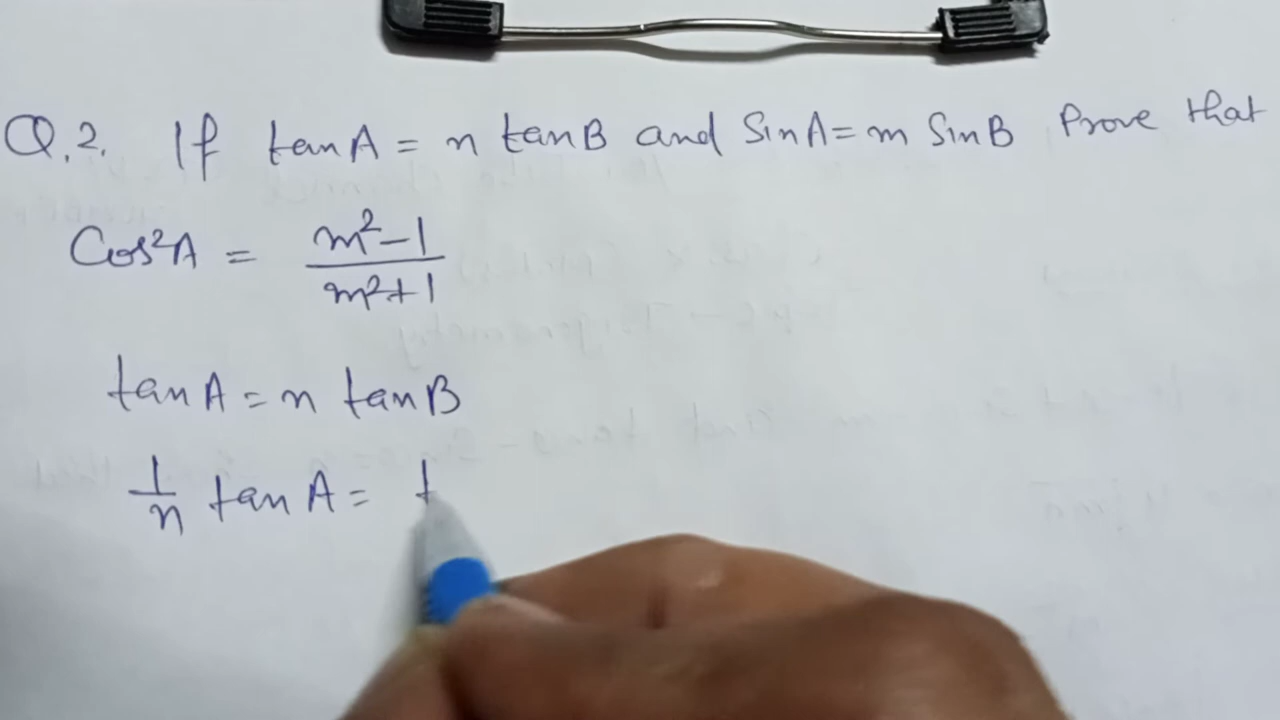 Q.2. If tanA = n tanB and SinA = m SinB Prove that
Cos²A = m²-1 / m²+1
tanA = n tanB
1/n tanA = t